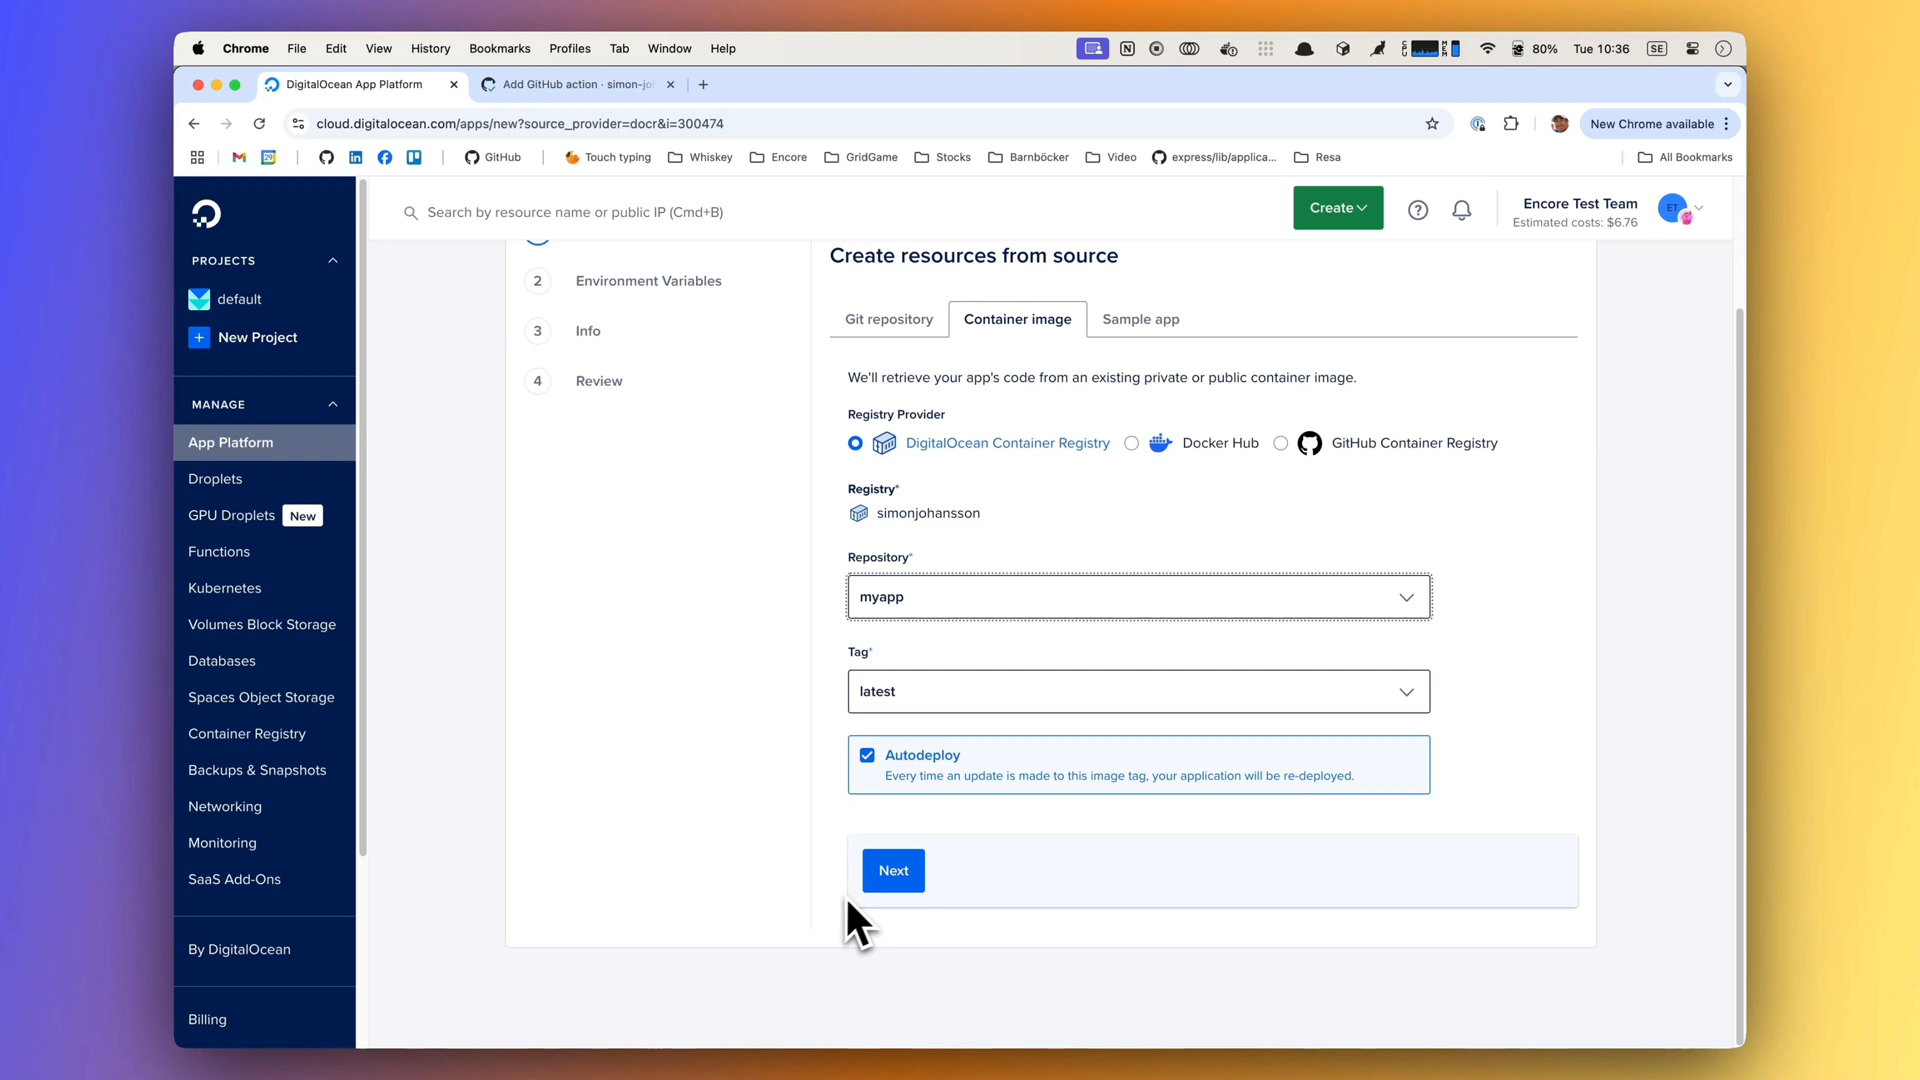 Chrome File Edit View History Bookmarks Profiles Tab Window Help 80% Tue 10:36 SE
DigitalOcean App Platform Add GitHub action · simon-jo
cloud.digitalocean.com/apps/new?source_provider=docr&i=300474 New Chrome available
GitHub Touch typing Whiskey Encore GridGame Stocks Barnböcker Video express/lib/applica... Resa All Bookmarks
Search by resource name or public IP (Cmd+B)
Create
Encore Test Team
Estimated costs: $6.76
ET
PROJECTS
default
New Project
MANAGE
App Platform
Droplets
GPU Droplets New
Functions
Kubernetes
Volumes Block Storage
Databases
Spaces Object Storage
Container Registry
Backups & Snapshots
Networking
Monitoring
SaaS Add-Ons
By DigitalOcean
Billing
2 Environment Variables
3 Info
4 Review
Create resources from source
Git repository Container image Sample app
We'll retrieve your app's code from an existing private or public container image.
Registry Provider
DigitalOcean Container Registry Docker Hub GitHub Container Registry
Registry*
simonjohansson
Repository*
myapp
Tag*
latest
Autodeploy
Every time an update is made to this image tag, your application will be re-deployed.
Next